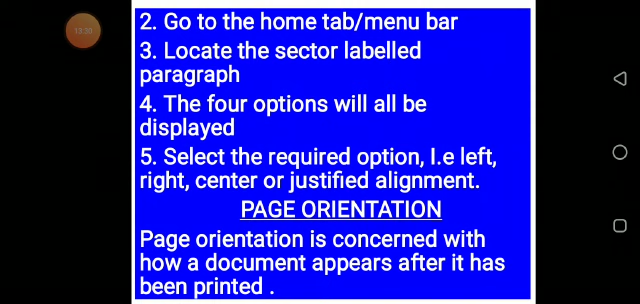 13:30
2. Go to the home tab/menu bar
3. Locate the sector labelled
paragraph
4. The four options will all be
displayed
5. Select the required option, I.e left,
right, center or justified alignment.
PAGE ORIENTATION
Page orientation is concerned with
how a document appears after it has
been printed .